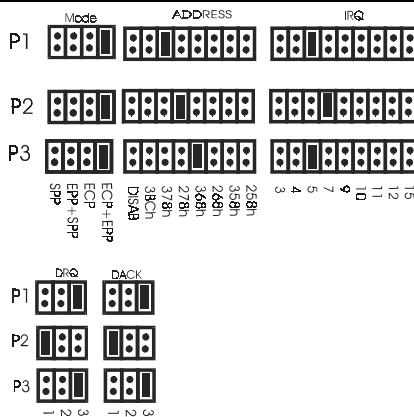 Mode ADDRESS IRQ
P1
P2
P3
SPP EPP+SPP ECP ECP+EPP DISAB 3BCh 378h 278h 368h 268h 358h 258h 3 4 5 7 9 10 11 12 15
DRQ DACK
P1
P2
P3
1 2 3 1 2 3